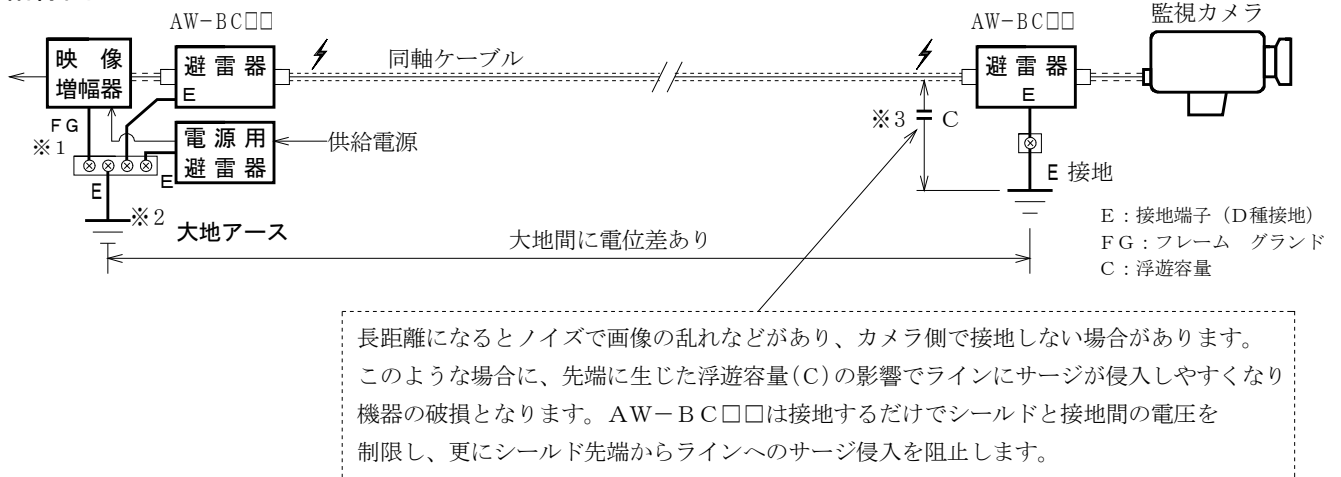 AW-BC□□
AW-BC□□
監視カメラ
映 像
増幅器
避雷器
E
同軸ケーブル
避雷器
E
FG
※1
電源用
避雷器
供給電源
※3 C
E
E
E 接地
※2
大地アース
大地間に電位差あり
E：接地端子（D種接地）
FG：フレーム グランド
C：浮遊容量
長距離になるとノイズで画像の乱れなどがあり、カメラ側で接地しない場合があります。
このような場合に、先端に生じた浮遊容量(C)の影響でラインにサージが侵入しやすくなり
機器の破損となります。AW－BC□□は接地するだけでシールドと接地間の電圧を
制限し、更にシールド先端からラインへのサージ侵入を阻止します。